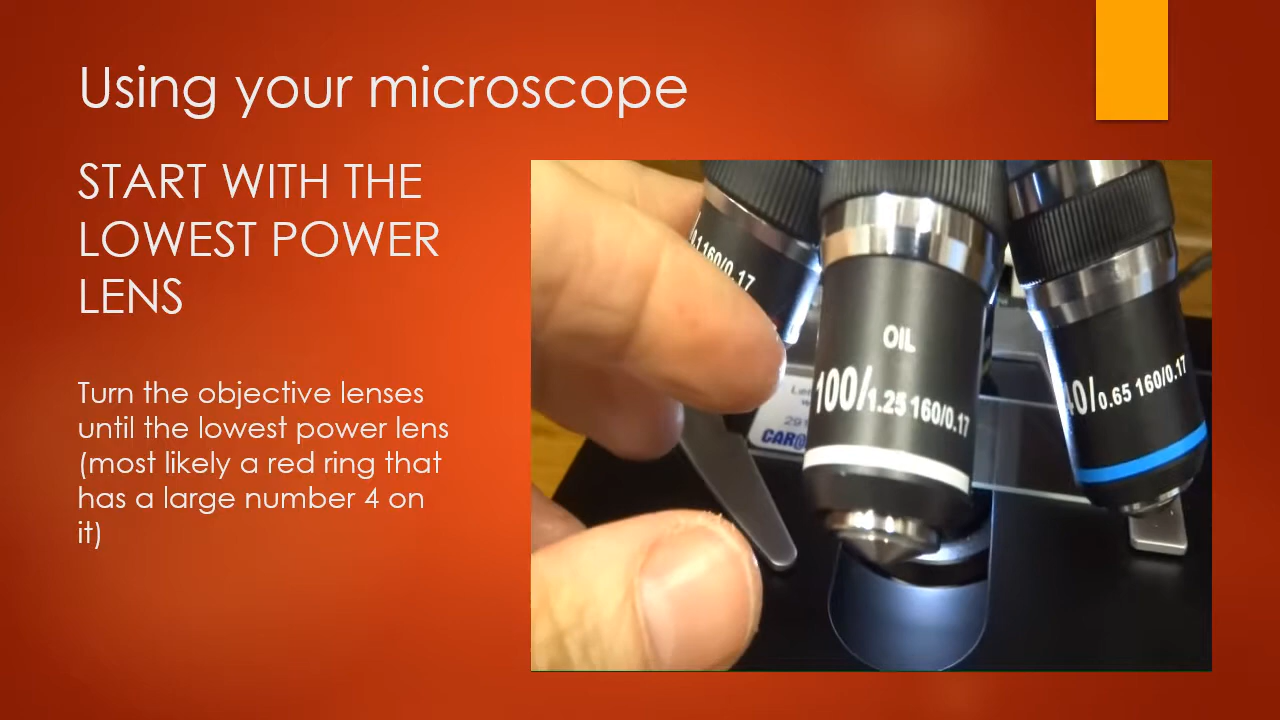 Using your microscope
START WITH THE
LOWEST POWER
LENS
Turn the objective lenses
until the lowest power lens
(most likely a red ring that
has a large number 4 on
it)
160/0.17
OIL
100/1.25 160/0.17
40/0.65 160/0.17